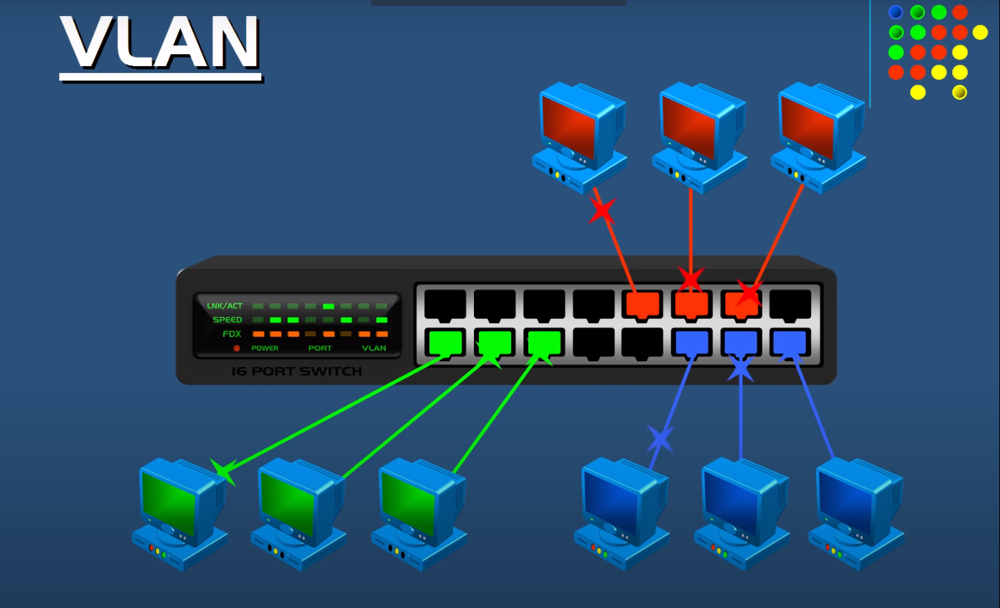 VLAN
LNK/ACT
SPEED
FDX
POWER PORT VLAN
16 PORT SWITCH